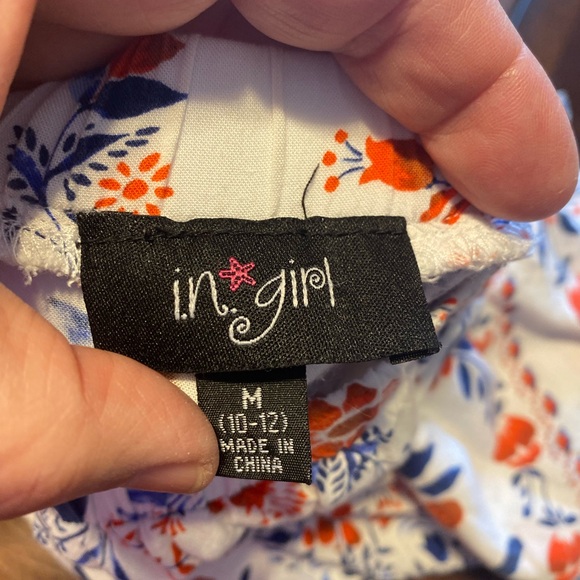 i.n. girl
M
(10-12)
MADE IN
CHINA